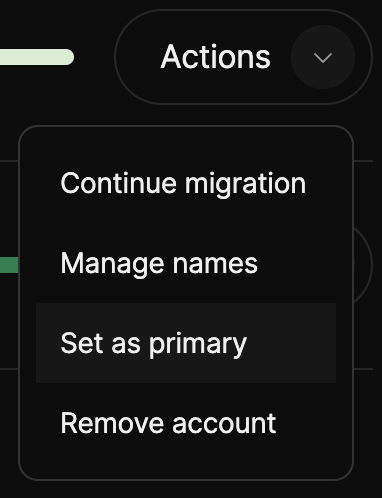 Actions
Continue migration
Manage names
Set as primary
Remove account